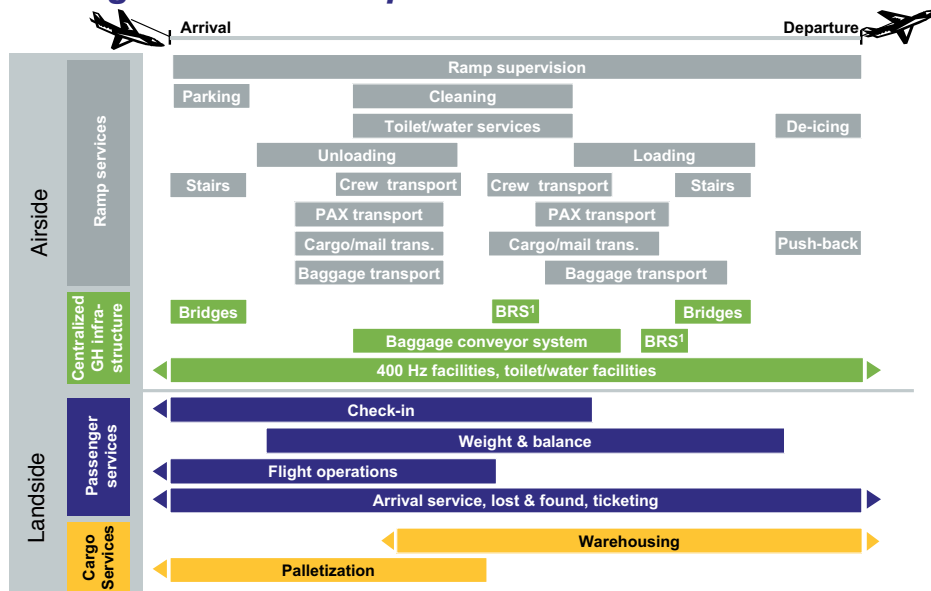 Arrival Departure
Ramp supervision
Parking Cleaning
Toilet/water services De-icing
Unloading Loading
Stairs Crew transport Crew transport Stairs
PAX transport PAX transport
Cargo/mail trans. Cargo/mail trans. Push-back
Baggage transport Baggage transport
Bridges BRS¹ Bridges
Baggage conveyor system BRS¹
400 Hz facilities, toilet/water facilities
Check-in
Weight & balance
Flight operations
Arrival service, lost & found, ticketing
Warehousing
Palletization
Airside
Ramp services
Centralized
GH infra-
structure
Landside
Passenger
services
Cargo
Services